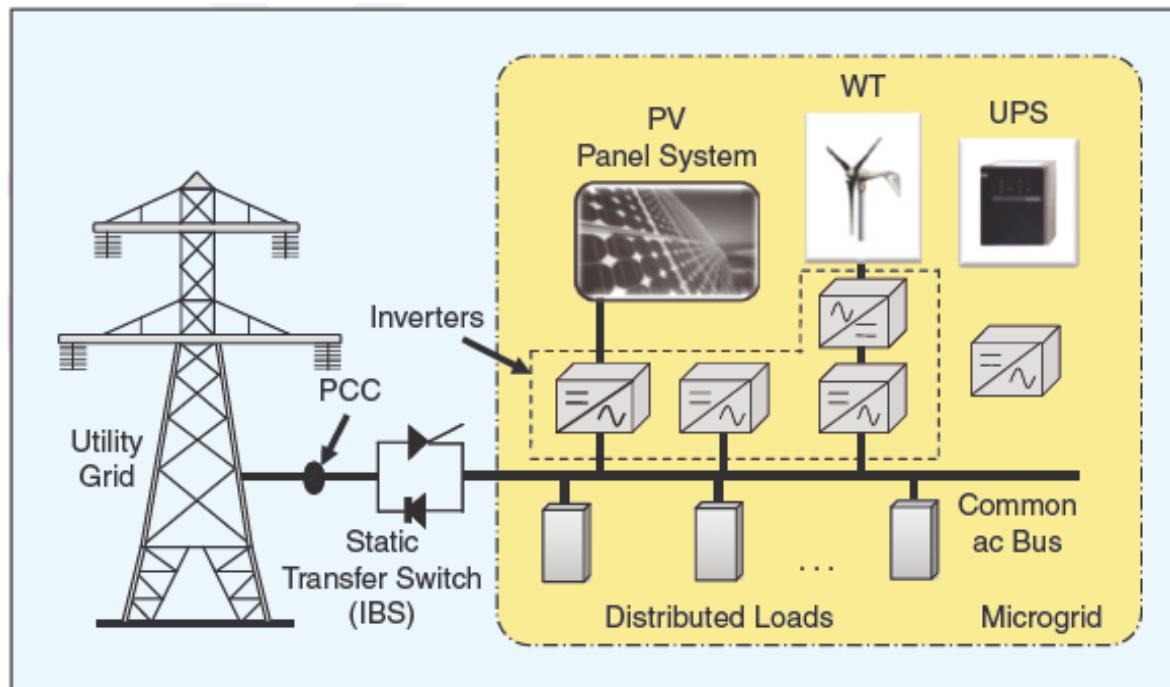 WT
UPS
PV
Panel System
Inverters
PCC
Utility
Grid
Static
Transfer Switch
(IBS)
Common
ac Bus
...
Distributed Loads
Microgrid